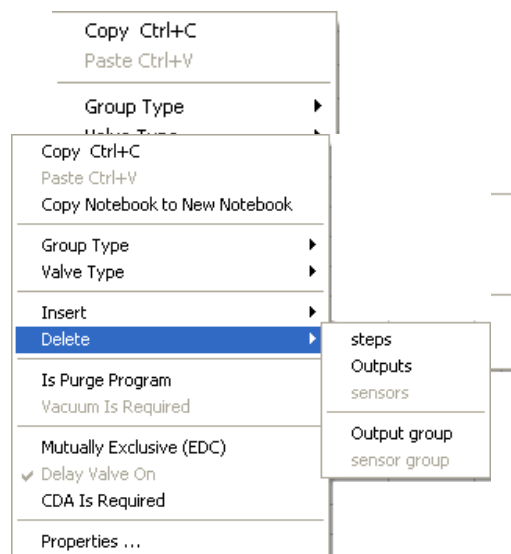 Copy Ctrl+C
Paste Ctrl+V
Group Type
Copy Ctrl+C
Paste Ctrl+V
Copy Notebook to New Notebook
Group Type
Valve Type
Insert
Delete
steps
Outputs
sensors
Output group
sensor group
Is Purge Program
Vacuum Is Required
Mutually Exclusive (EDC)
Delay Valve On
CDA Is Required
Properties ...